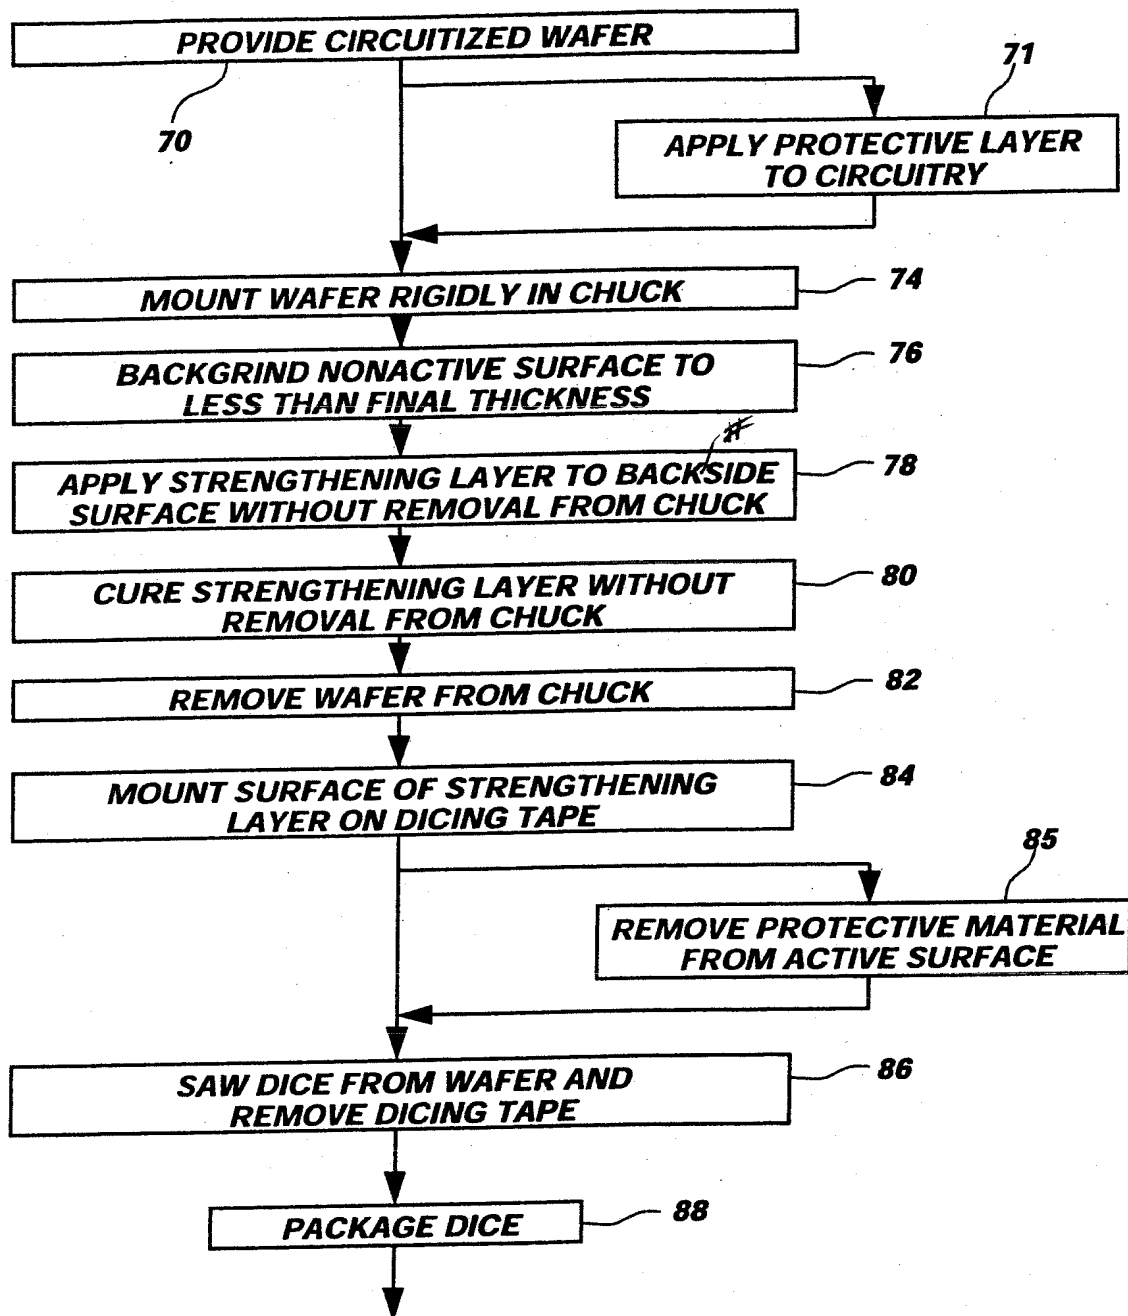 PROVIDE CIRCUITIZED WAFER
70
71
APPLY PROTECTIVE LAYER
TO CIRCUITRY
MOUNT WAFER RIGIDLY IN CHUCK
74
BACKGRIND NONACTIVE SURFACE TO
LESS THAN FINAL THICKNESS
76
APPLY STRENGTHENING LAYER TO BACKSIDE
SURFACE WITHOUT REMOVAL FROM CHUCK
78
CURE STRENGTHENING LAYER WITHOUT
REMOVAL FROM CHUCK
80
REMOVE WAFER FROM CHUCK
82
MOUNT SURFACE OF STRENGTHENING
LAYER ON DICING TAPE
84
85
REMOVE PROTECTIVE MATERIAL
FROM ACTIVE SURFACE
SAW DICE FROM WAFER AND
REMOVE DICING TAPE
86
PACKAGE DICE
88